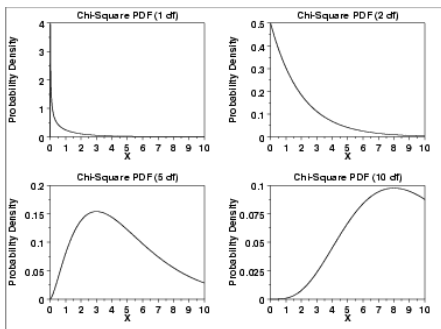 Chi-Square PDF (1 df)
Probability Density
4
3
2
1
0
0 1 2 3 4 5 6 7 8 9 10
X
Chi-Square PDF (2 df)
Probability Density
0.5
0.4
0.3
0.2
0.1
0
0 1 2 3 4 5 6 7 8 9 10
X
Chi-Square PDF (5 df)
Probability Density
0.2
0.15
0.1
0.05
0
0 1 2 3 4 5 6 7 8 9 10
X
Chi-Square PDF (10 df)
Probability Density
0.1
0.075
0.05
0.025
0
0 1 2 3 4 5 6 7 8 9 10
X